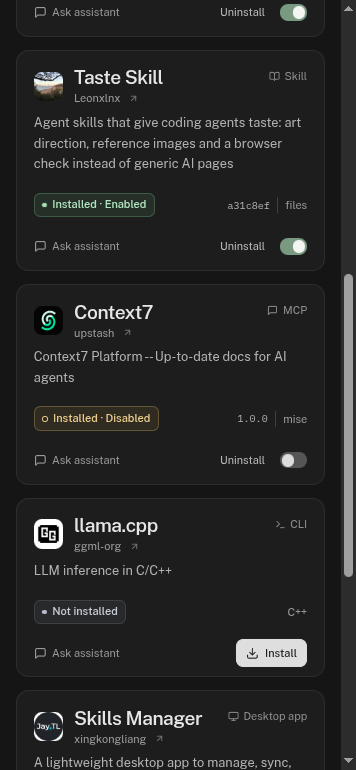 Ask assistant Uninstall
Taste Skill Skill
Leonxlnx ↗
Agent skills that give coding agents taste: art
direction, reference images and a browser
check instead of generic AI pages
Installed · Enabled a31c8ef | files
Ask assistant Uninstall
Context7 MCP
upstash ↗
Context7 Platform -- Up-to-date docs for AI
agents
Installed · Disabled 1.0.0 | mise
Ask assistant Uninstall
llama.cpp CLI
ggml-org ↗
LLM inference in C/C++
Not installed C++
Ask assistant Install
JayTL
Skills Manager Desktop app
xingkongliang ↗
A lightweight desktop app to manage, sync,